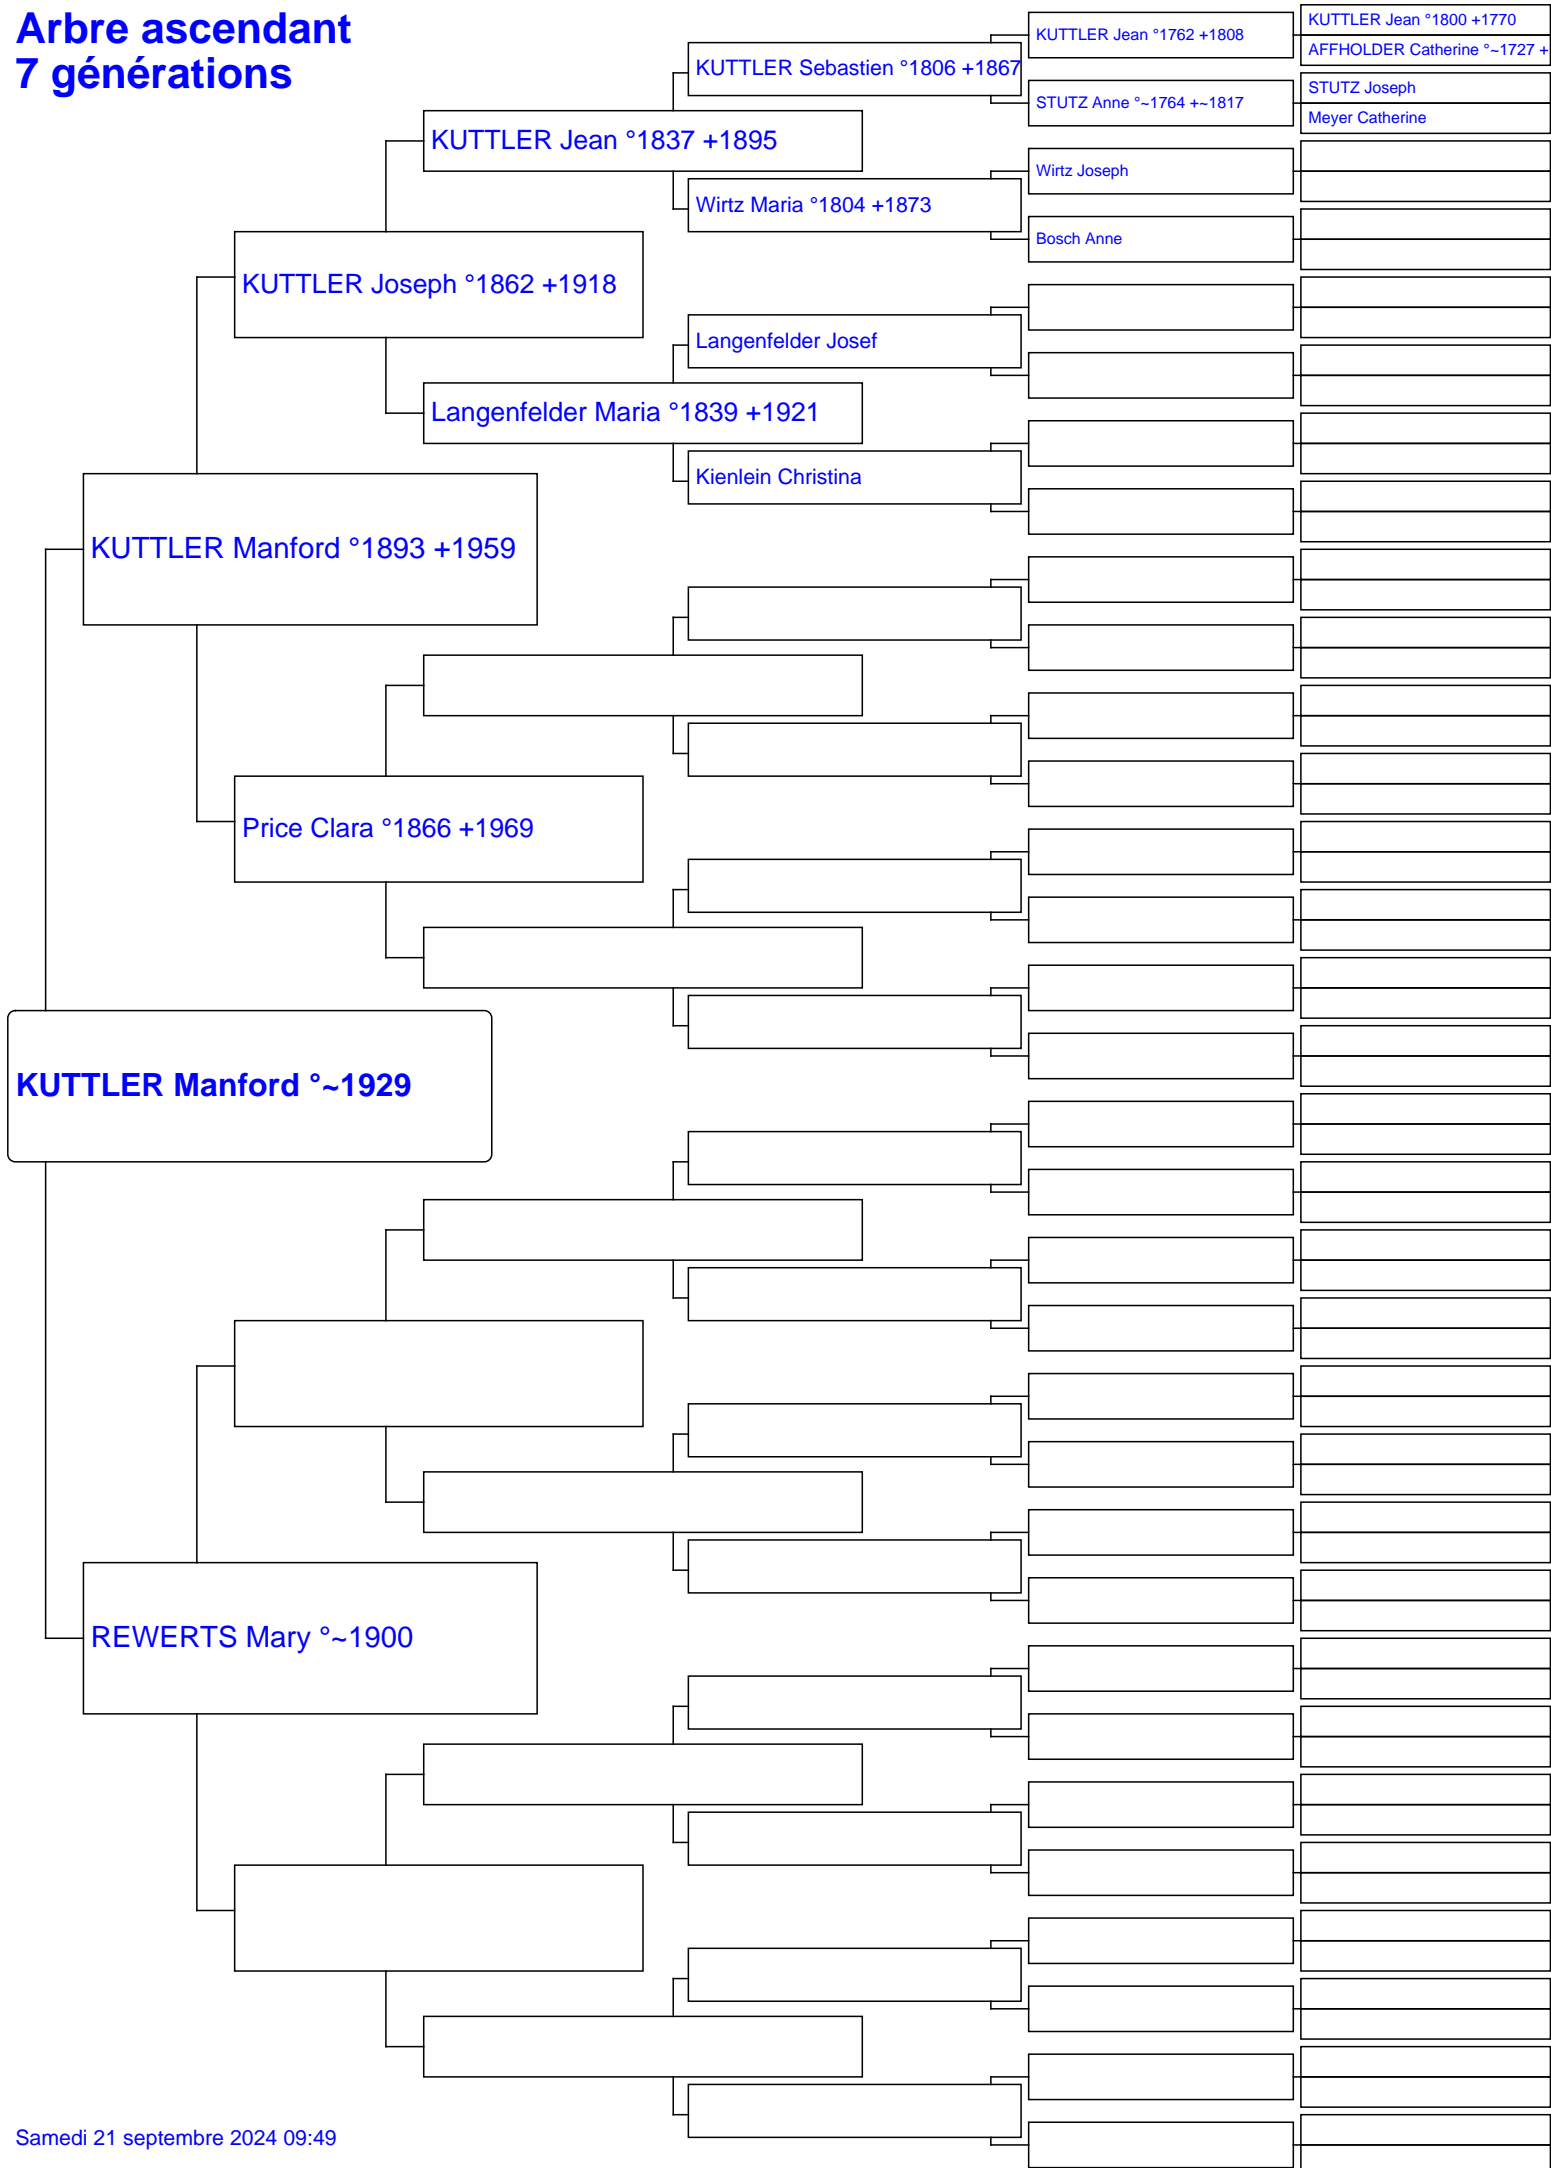 Arbre ascendant
7 générations
KUTTLER Jean °1762 +1808
KUTTLER Jean °1800 +1770
AFFHOLDER Catherine °~1727 +
KUTTLER Sebastien °1806 +1867
STUTZ Anne °~1764 +~1817
STUTZ Joseph
Meyer Catherine
KUTTLER Jean °1837 +1895
Wirtz Joseph
Wirtz Maria °1804 +1873
Bosch Anne
KUTTLER Joseph °1862 +1918
Langenfelder Josef
Langenfelder Maria °1839 +1921
Kienlein Christina
KUTTLER Manford °1893 +1959
Price Clara °1866 +1969
KUTTLER Manford °~1929
REWERTS Mary °~1900
Samedi 21 septembre 2024 09:49